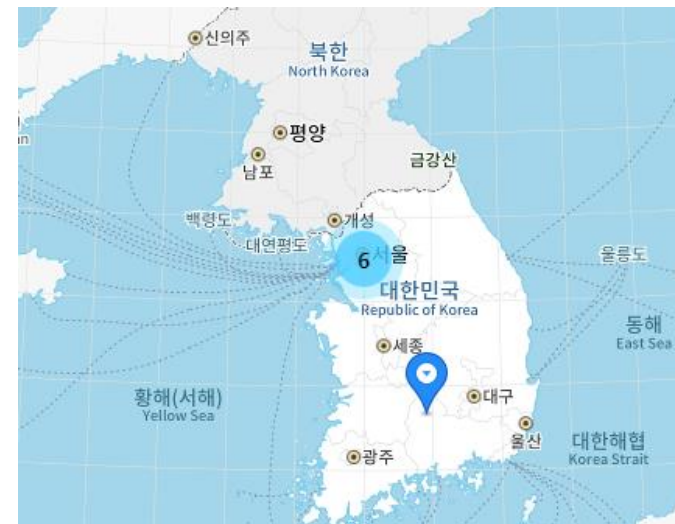 신의주
북한
North Korea
an
평양
남포
금강산
백령도
개성
대연평도
6
서울
울릉도
대한민국
Republic of Korea
동해
East Sea
세종
황해(서해)
Yellow Sea
대구
울산
대한해협
Korea Strait
광주